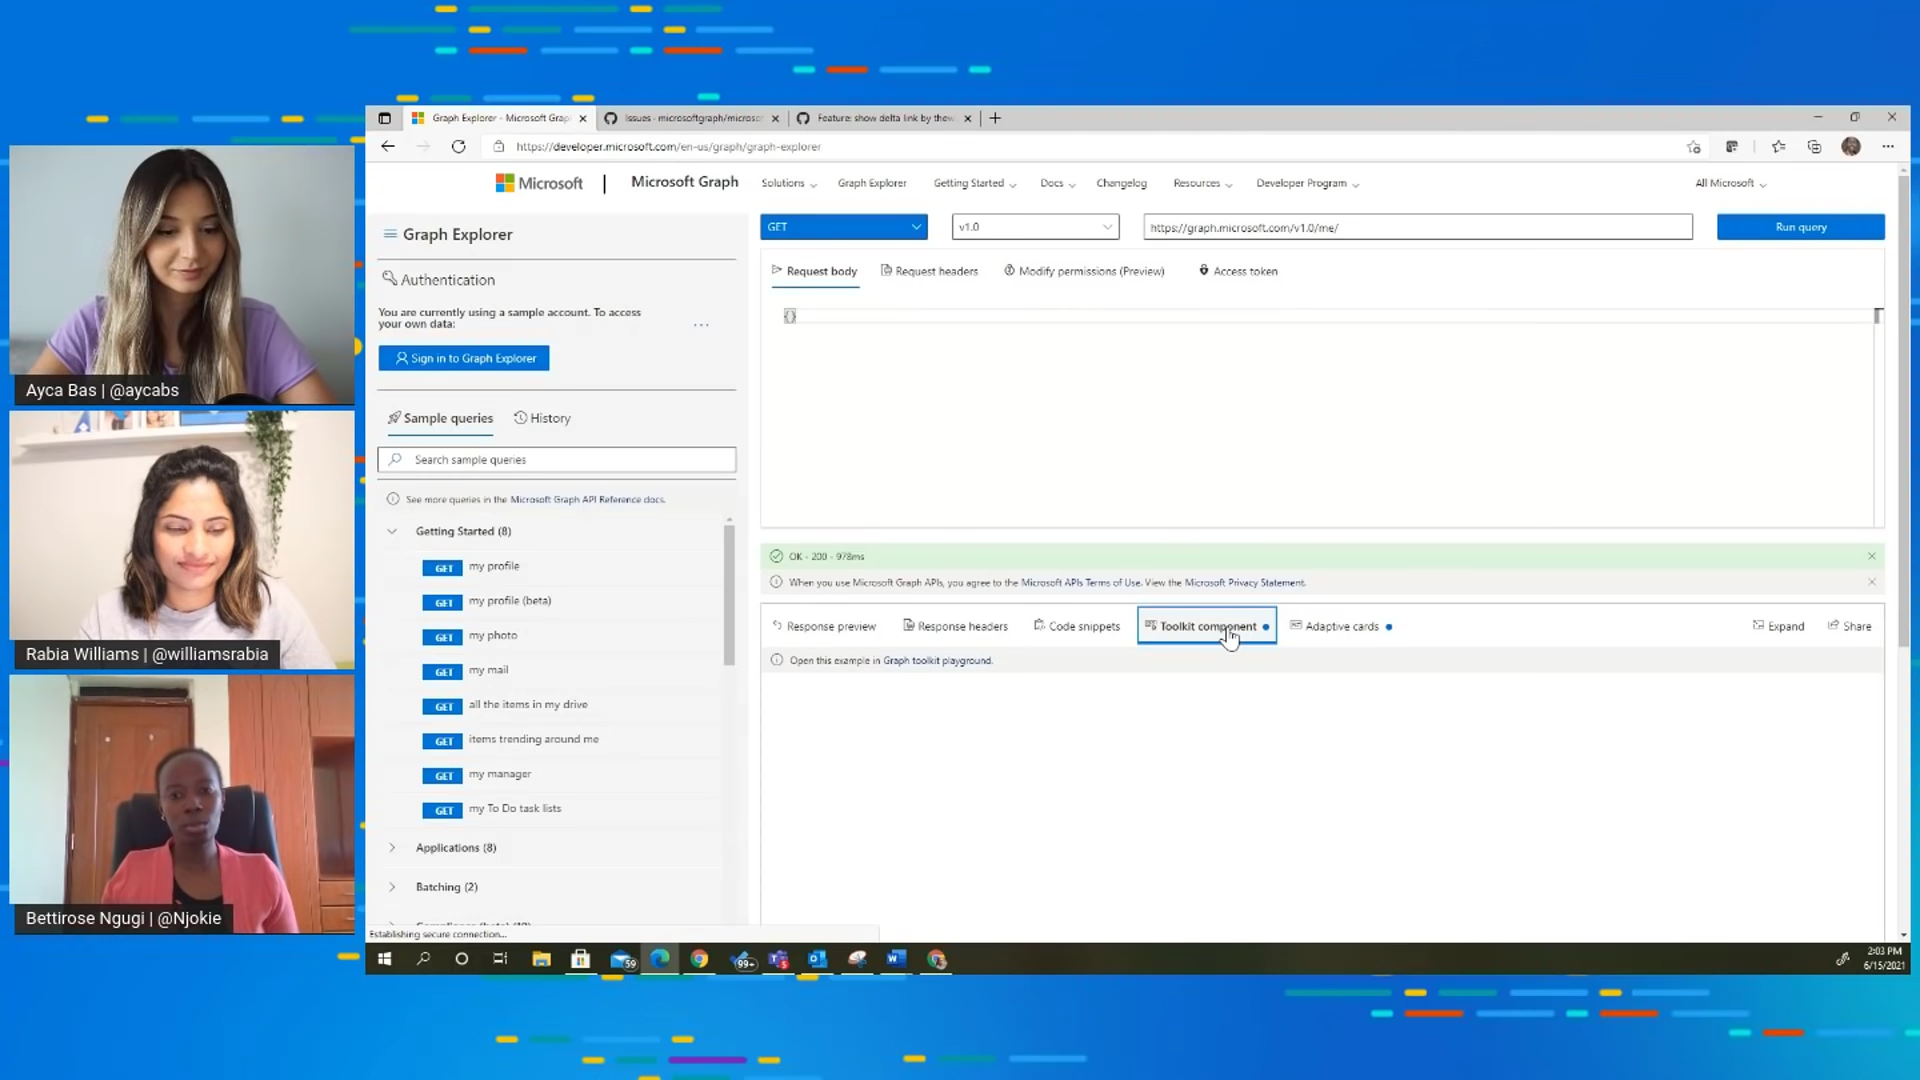 Graph Explorer - Microsoft Grap
Issues · microsoftgraph/micros
Feature: show delta link by thew
https://developer.microsoft.com/en-us/graph/graph-explorer
Microsoft
Microsoft Graph
Solutions
Graph Explorer
Getting Started
Docs
Changelog
Resources
Developer Program
All Microsoft
Graph Explorer
GET
v1.0
https://graph.microsoft.com/v1.0/me/
Run query
Authentication
You are currently using a sample account. To access
your own data:
...
Sign in to Graph Explorer
Request body
Request headers
Modify permissions (Preview)
Access token
{}
Sample queries
History
Search sample queries
See more queries in the Microsoft Graph API Reference docs.
Getting Started (8)
GET my profile
GET my profile (beta)
GET my photo
GET my mail
GET all the items in my drive
GET items trending around me
GET my manager
GET my To Do task lists
Applications (8)
Batching (2)
Establishing secure connection...
OK - 200 - 978ms
When you use Microsoft Graph APIs, you agree to the Microsoft APIs Terms of Use. View the Microsoft Privacy Statement.
Response preview
Response headers
Code snippets
Toolkit component
Adaptive cards
Expand
Share
Open this example in Graph toolkit playground.
Ayca Bas | @aycabs
Rabia Williams | @williamsrabia
Bettirose Ngugi | @Njokie
59
99+
2:03 PM
6/15/2021